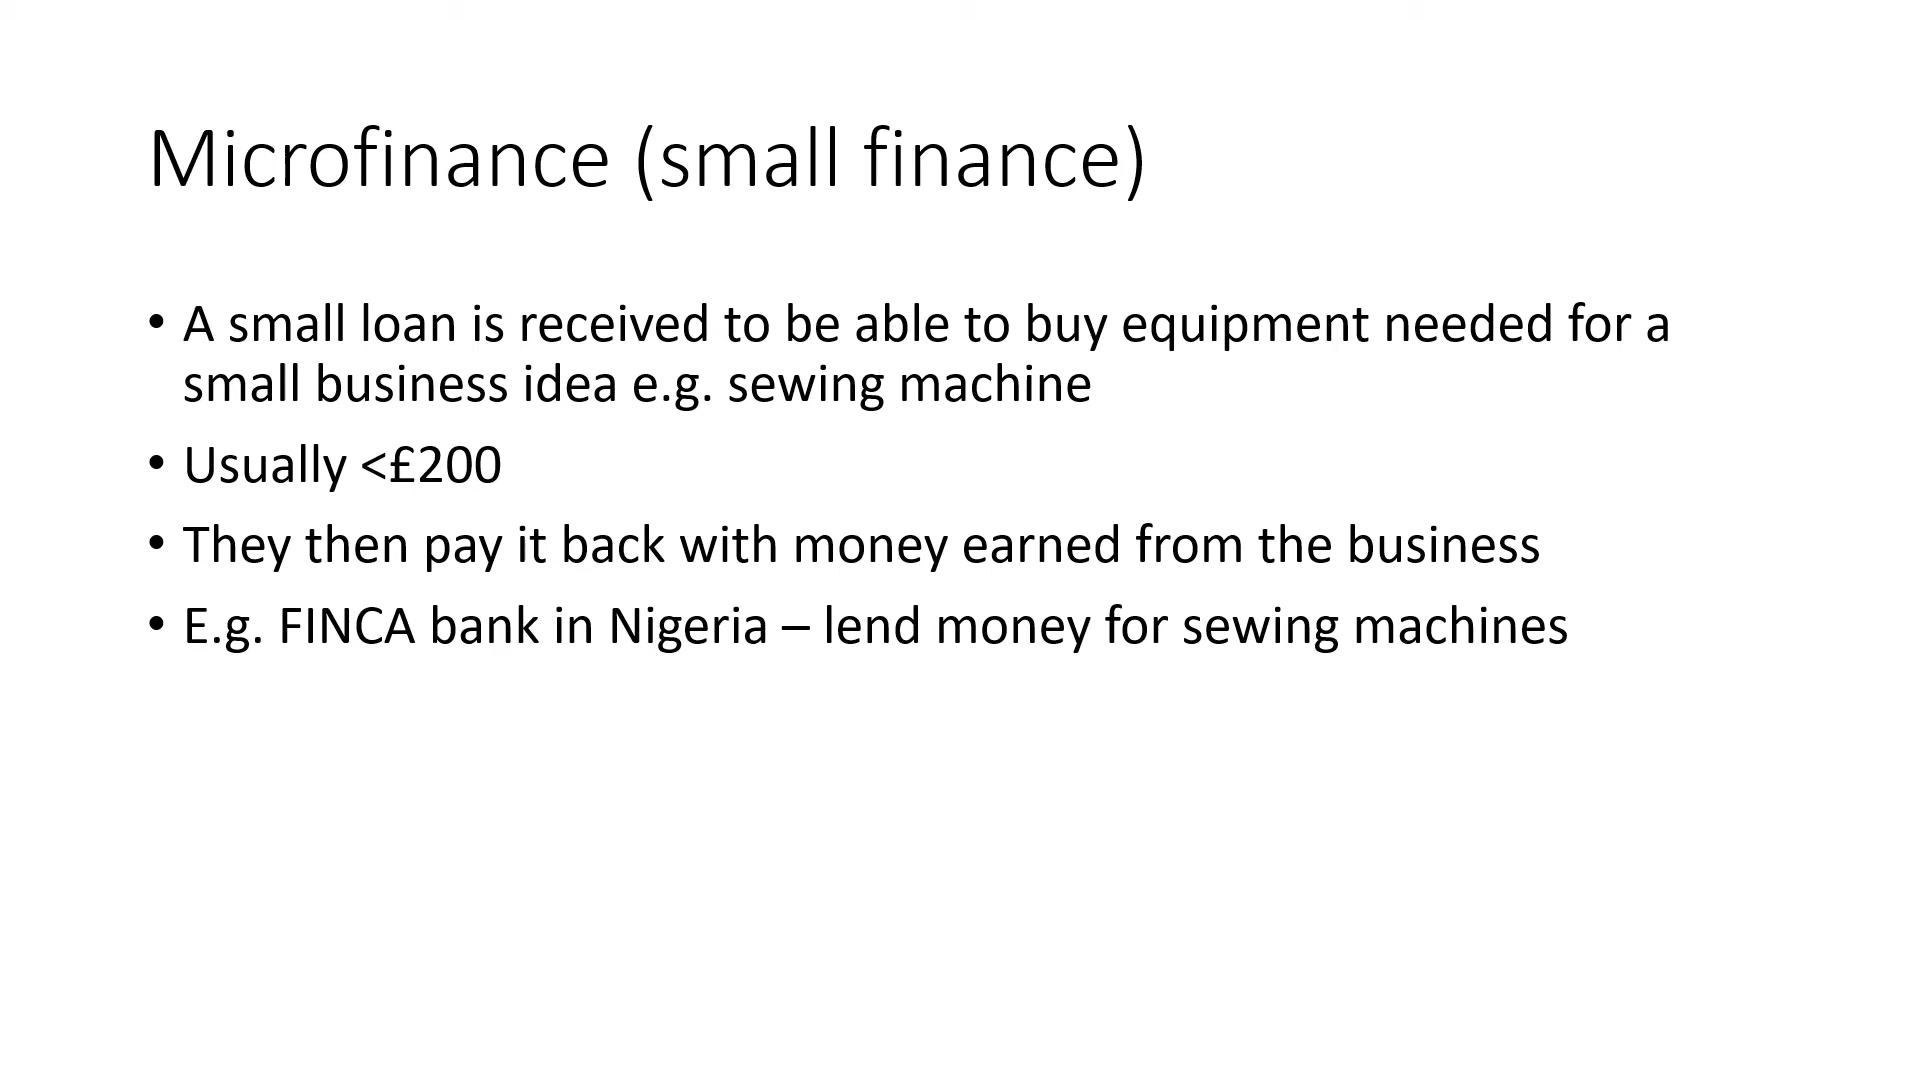 Microfinance (small finance)
• A small loan is received to be able to buy equipment needed for a
small business idea e.g. sewing machine
• Usually <£200
• They then pay it back with money earned from the business
• E.g. FINCA bank in Nigeria – lend money for sewing machines